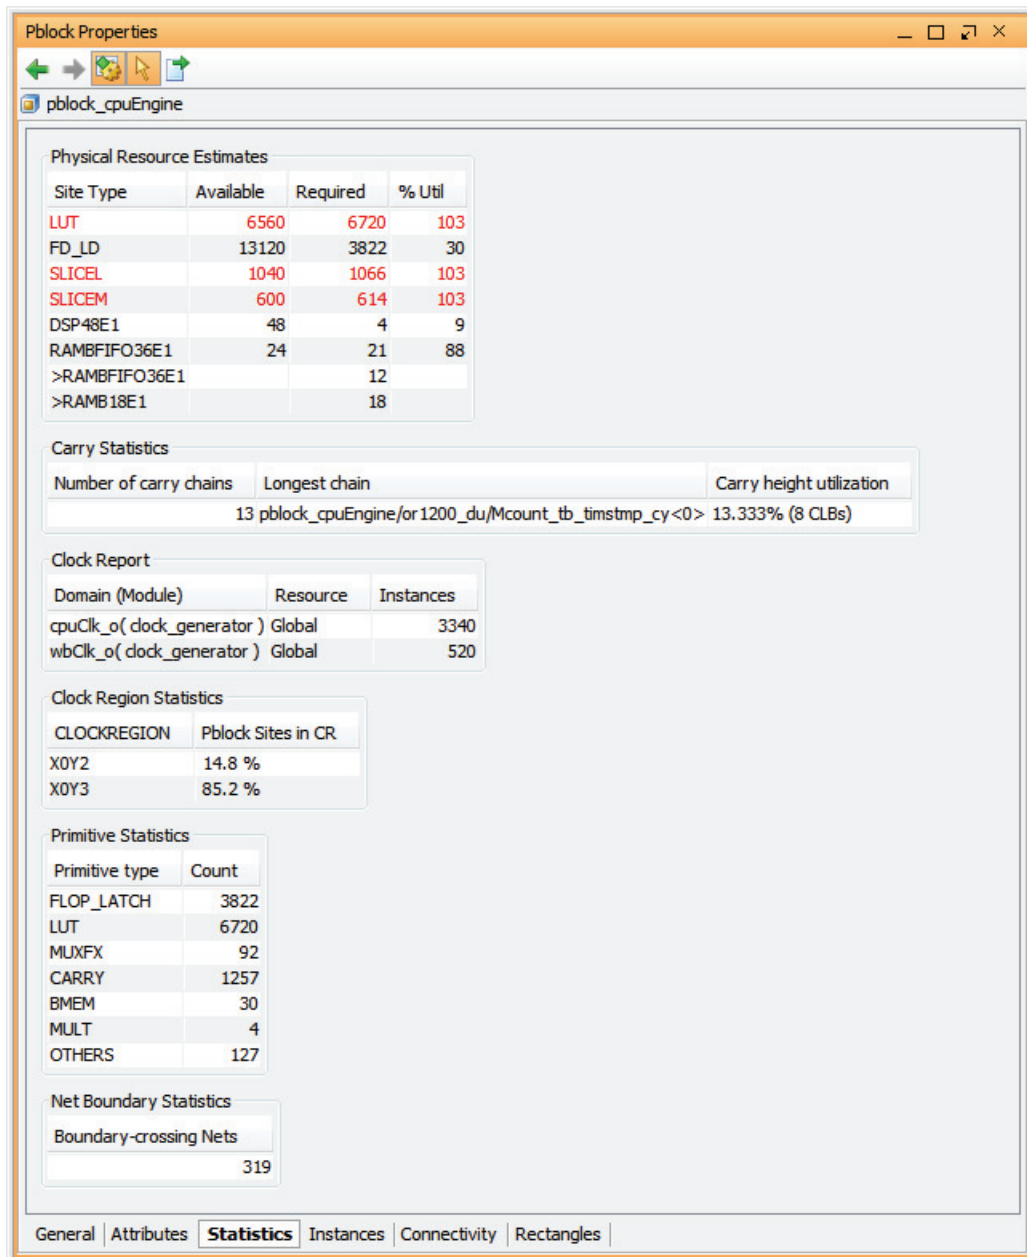 Pblock Properties
pblock_cpuEngine
Physical Resource Estimates
Site Type Available Required % Util
LUT 6560 6720 103
FD_LD 13120 3822 30
SLICEL 1040 1066 103
SLICEM 600 614 103
DSP48E1 48 4 9
RAMBFIFO36E1 24 21 88
>RAMBFIFO36E1 12
>RAMB18E1 18
Carry Statistics
Number of carry chains Longest chain Carry height utilization
13 pblock_cpuEngine/or1200_du/Mcount_tb_timstmp_cy<0> 13.333% (8 CLBs)
Clock Report
Domain (Module) Resource Instances
cpuClk_o( clock_generator ) Global 3340
wbClk_o( clock_generator ) Global 520
Clock Region Statistics
CLOCKREGION Pblock Sites in CR
X0Y2 14.8 %
X0Y3 85.2 %
Primitive Statistics
Primitive type Count
FLOP_LATCH 3822
LUT 6720
MUXFX 92
CARRY 1257
BMEM 30
MULT 4
OTHERS 127
Net Boundary Statistics
Boundary-crossing Nets
319
General Attributes Statistics Instances Connectivity Rectangles